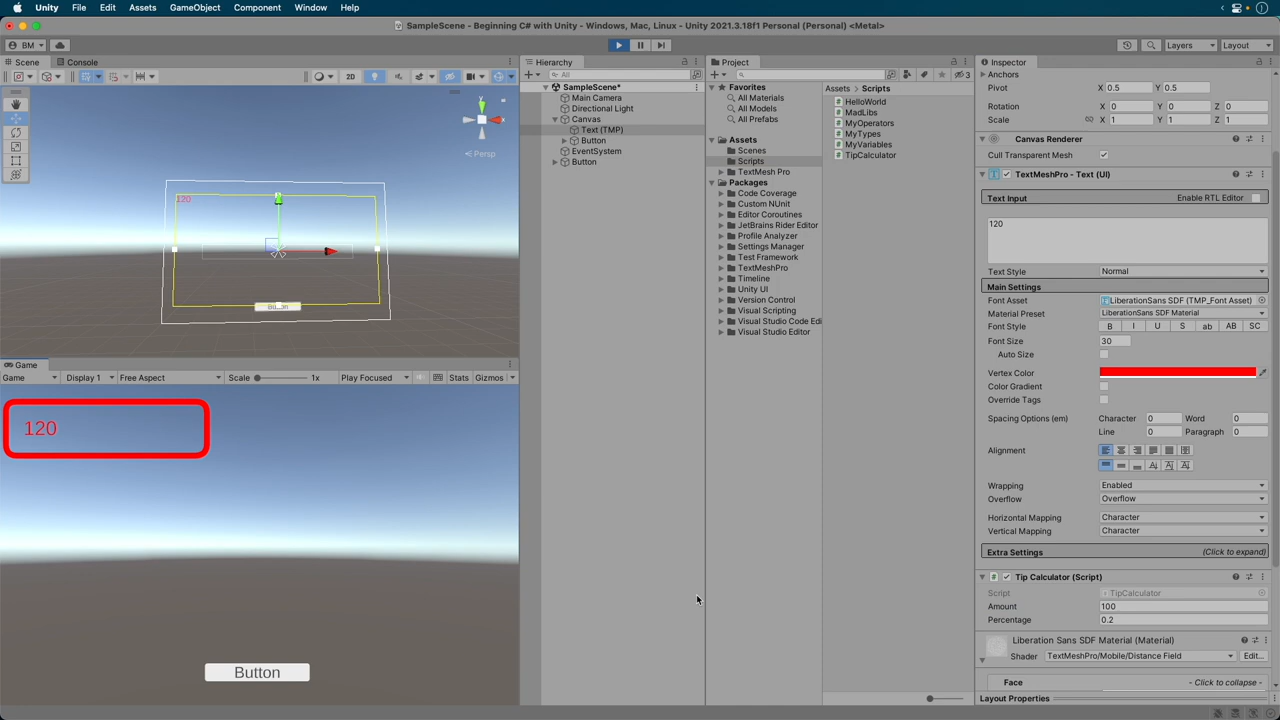 Unity File Edit Assets GameObject Component Window Help
SampleScene - Beginning C# with Unity - Windows, Mac, Linux - Unity 2021.3.18f1 Personal (Personal) <Metal>
BM
Layers
Layout
Scene
Console
2D
Persp
120
Button
Game
Game
Display 1
Free Aspect
Scale
1x
Play Focused
Stats
Gizmos
120
Button
Hierarchy
All
SampleScene*
Main Camera
Directional Light
Canvas
Text (TMP)
Button
EventSystem
Button
Project
3
Favorites
All Materials
All Models
All Prefabs
Assets
Scenes
Scripts
TextMesh Pro
Packages
Code Coverage
Custom NUnit
Editor Coroutines
JetBrains Rider Editor
Profile Analyzer
Settings Manager
Test Framework
TextMeshPro
Timeline
Unity UI
Version Control
Visual Scripting
Visual Studio Code Edi
Visual Studio Editor
Assets > Scripts
HelloWorld
MadLibs
MyOperators
MyTypes
MyVariables
TipCalculator
Inspector
Anchors
Pivot X 0.5 Y 0.5
Rotation X 0 Y 0 Z 0
Scale X 1 Y 1 Z 1
Canvas Renderer
Cull Transparent Mesh
TextMeshPro - Text (UI)
Text Input Enable RTL Editor
120
Text Style Normal
Main Settings
Font Asset LiberationSans SDF (TMP_Font Asset)
Material Preset LiberationSans SDF Material
Font Style B I U S ab AB SC
Font Size 30
Auto Size
Vertex Color
Color Gradient
Override Tags
Spacing Options (em) Character 0 Word 0
Line 0 Paragraph 0
Alignment
Wrapping Enabled
Overflow Overflow
Horizontal Mapping Character
Vertical Mapping Character
Extra Settings (Click to expand)
Tip Calculator (Script)
Script TipCalculator
Amount 100
Percentage 0.2
Liberation Sans SDF Material (Material)
Shader TextMeshPro/Mobile/Distance Field Edit...
Face - Click to collapse -
Layout Properties